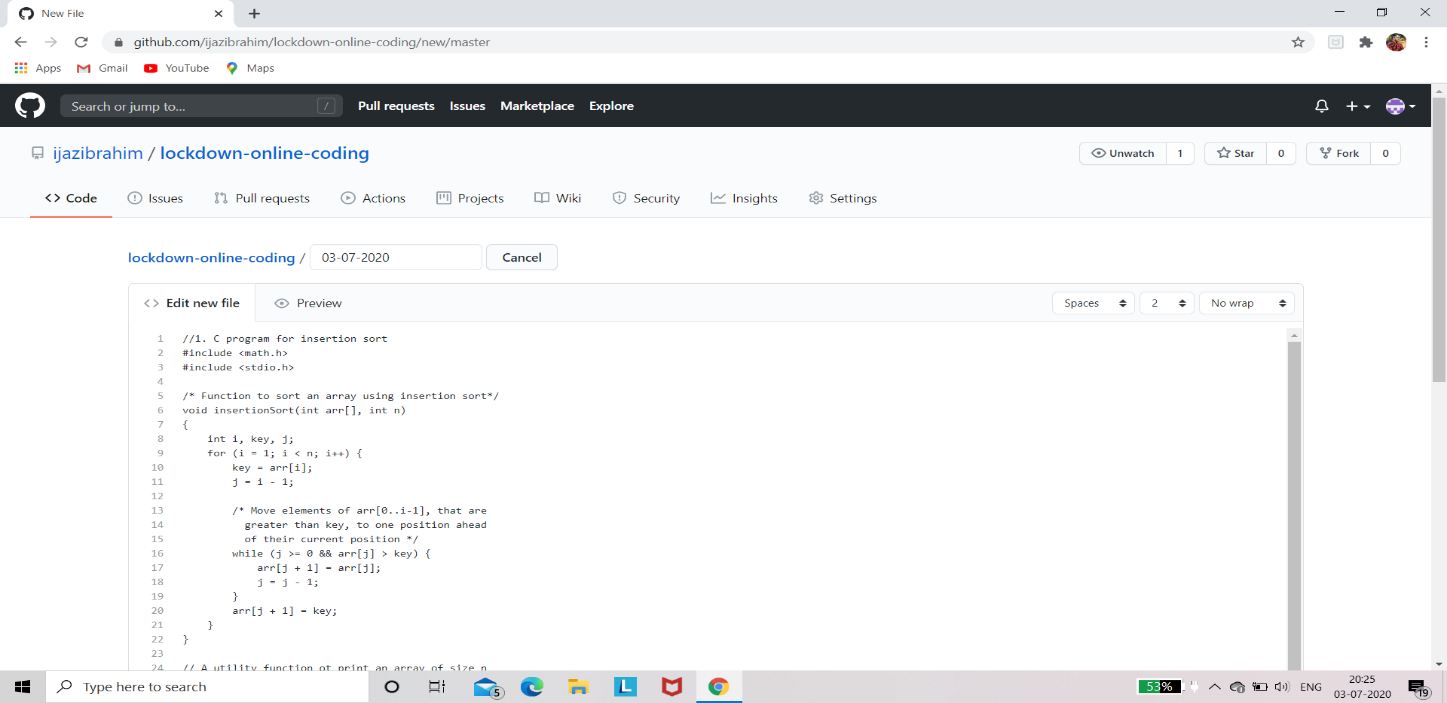 New File
github.com/ijazibrahim/lockdown-online-coding/new/master
Apps Gmail YouTube Maps
Search or jump to... / Pull requests Issues Marketplace Explore
ijazibrahim / lockdown-online-coding Unwatch 1 Star 0 Fork 0
Code Issues Pull requests Actions Projects Wiki Security Insights Settings
lockdown-online-coding / 03-07-2020 Cancel
<> Edit new file Preview Spaces 2 No wrap
1 //1. C program for insertion sort
2 #include <math.h>
3 #include <stdio.h>
4
5 /* Function to sort an array using insertion sort*/
6 void insertionSort(int arr[], int n)
7 {
8 int i, key, j;
9 for (i = 1; i < n; i++) {
10 key = arr[i];
11 j = i - 1;
12
13 /* Move elements of arr[0..i-1], that are
14 greater than key, to one position ahead
15 of their current position */
16 while (j >= 0 && arr[j] > key) {
17 arr[j + 1] = arr[j];
18 j = j - 1;
19 }
20 arr[j + 1] = key;
21 }
22 }
23
24 // A utility function ot print an array of size n
Type here to search 5 L 53% ENG 20:25
03-07-2020 19